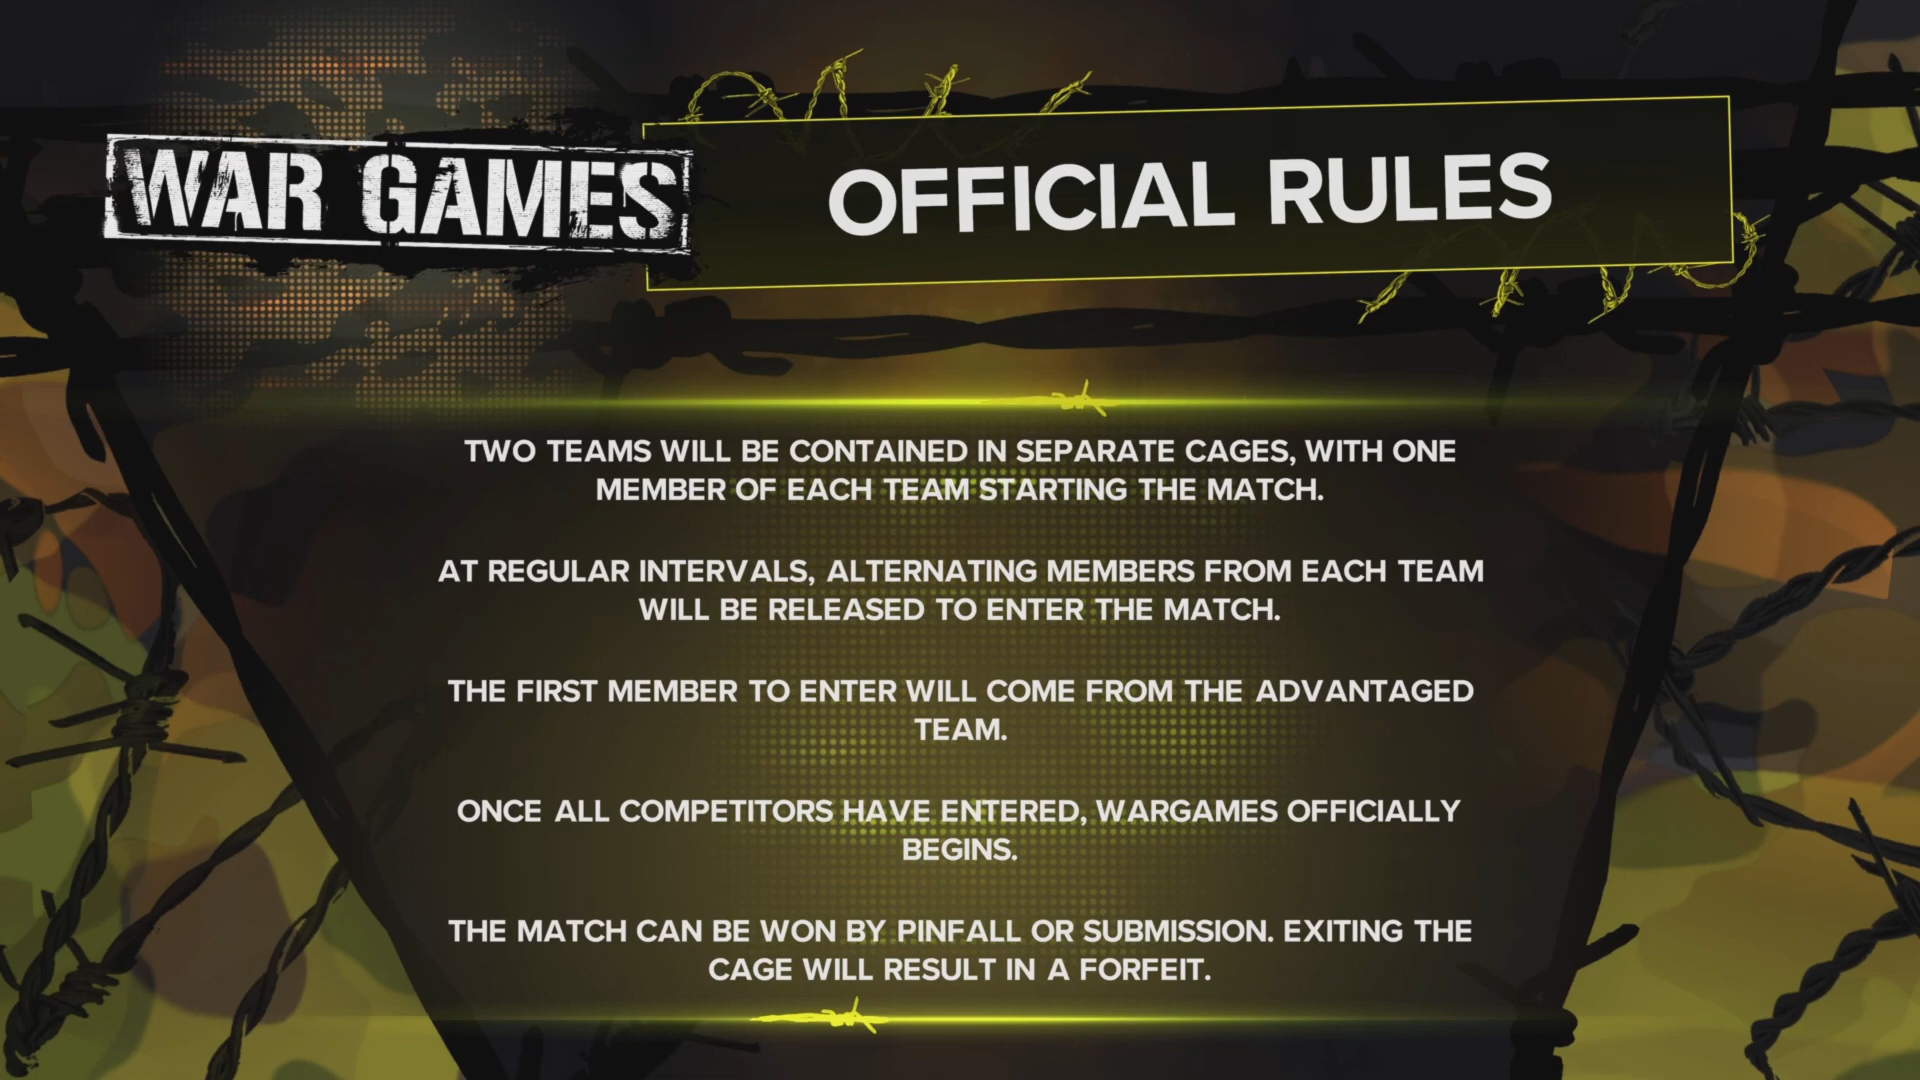 WAR GAMES
OFFICIAL RULES
TWO TEAMS WILL BE CONTAINED IN SEPARATE CAGES, WITH ONE
MEMBER OF EACH TEAM STARTING THE MATCH.
AT REGULAR INTERVALS, ALTERNATING MEMBERS FROM EACH TEAM
WILL BE RELEASED TO ENTER THE MATCH.
THE FIRST MEMBER TO ENTER WILL COME FROM THE ADVANTAGED
TEAM.
ONCE ALL COMPETITORS HAVE ENTERED, WARGAMES OFFICIALLY
BEGINS.
THE MATCH CAN BE WON BY PINFALL OR SUBMISSION. EXITING THE
CAGE WILL RESULT IN A FORFEIT.